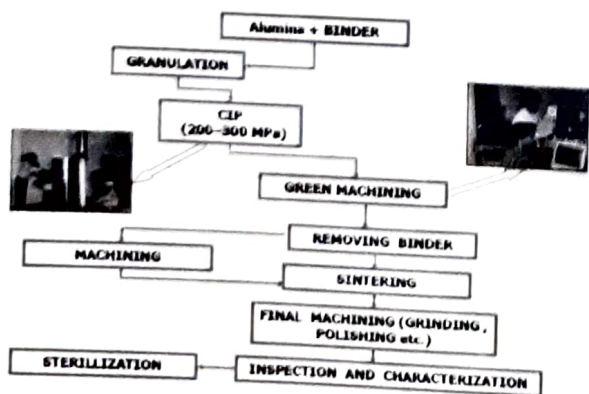 Alumina + BINDER
GRANULATION
CIP
(200-300 MPa)
GREEN MACHINING
REMOVING BINDER
MACHINING
SINTERING
FINAL MACHINING (GRINDING,
POLISHING etc.)
STERILLIZATION
INSPECTION AND CHARACTERIZATION